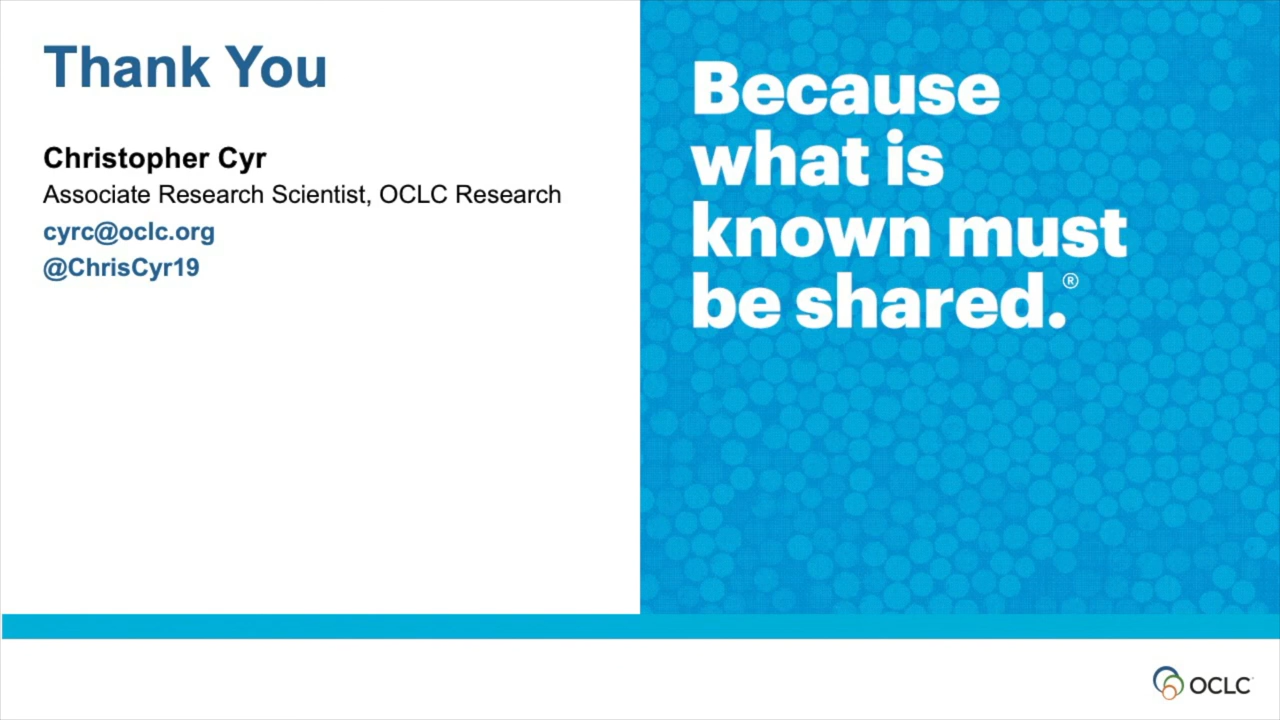 Thank You
Christopher Cyr
Associate Research Scientist, OCLC Research
cyrc@oclc.org
@ChrisCyr19
Because
what is
known must
be shared.®
OCLC